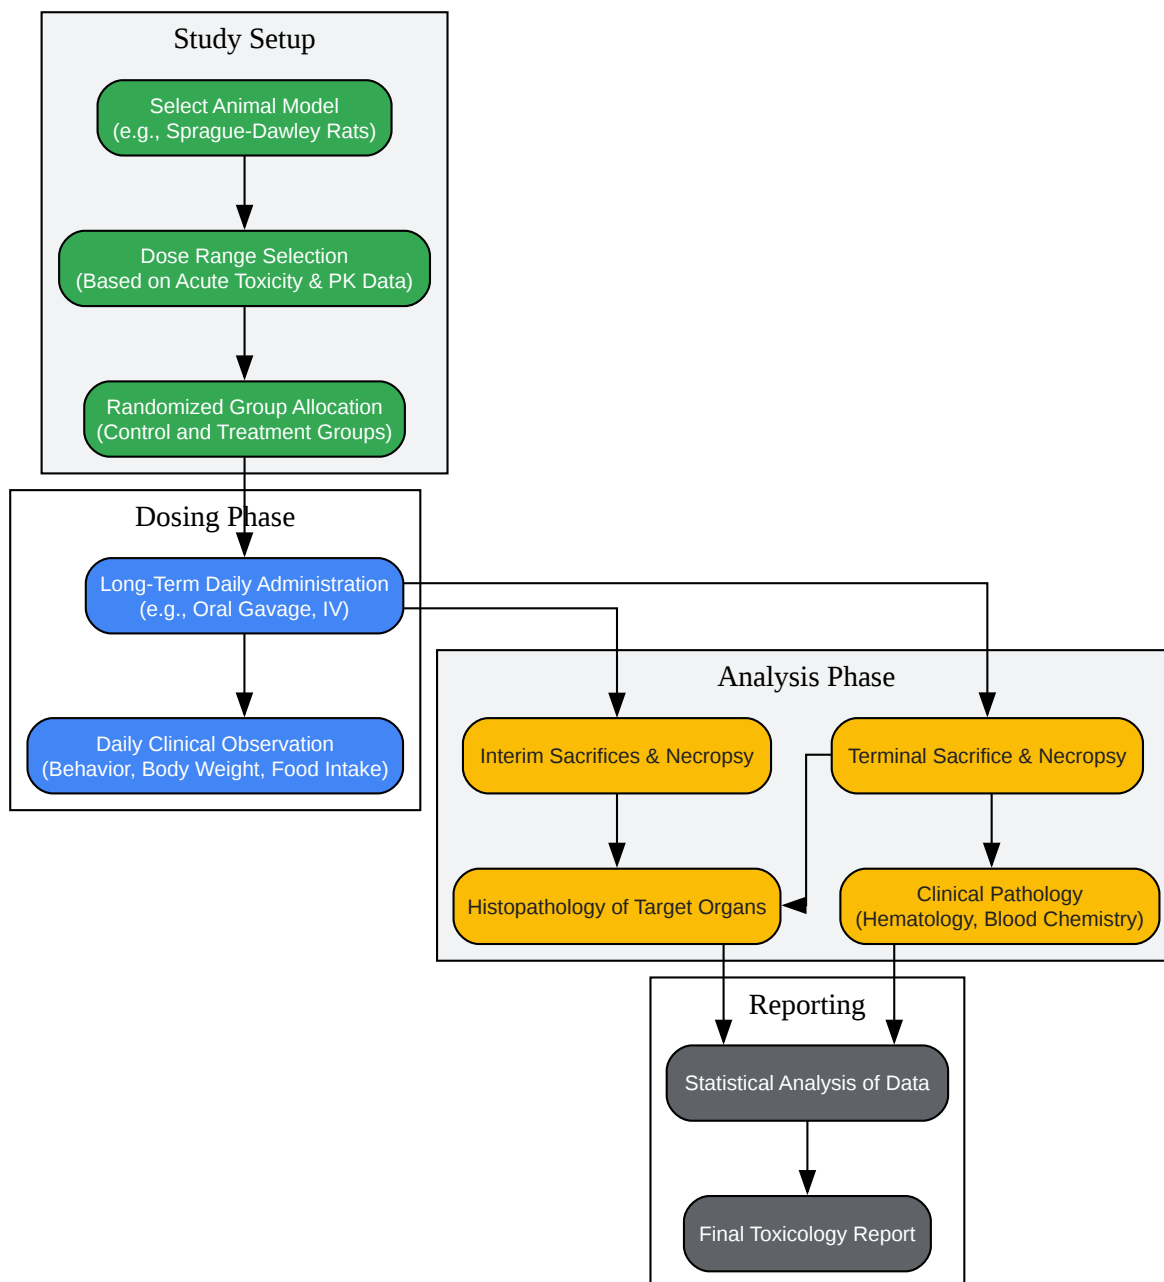 Study Setup
Select Animal Model
(e.g., Sprague-Dawley Rats)
Dose Range Selection
(Based on Acute Toxicity & PK Data)
Randomized Group Allocation
(Control and Treatment Groups)
Dosing Phase
Long-Term Daily Administration
(e.g., Oral Gavage, IV)
Daily Clinical Observation
(Behavior, Body Weight, Food Intake)
Analysis Phase
Interim Sacrifices & Necropsy
Terminal Sacrifice & Necropsy
Histopathology of Target Organs
Clinical Pathology
(Hematology, Blood Chemistry)
Reporting
Statistical Analysis of Data
Final Toxicology Report